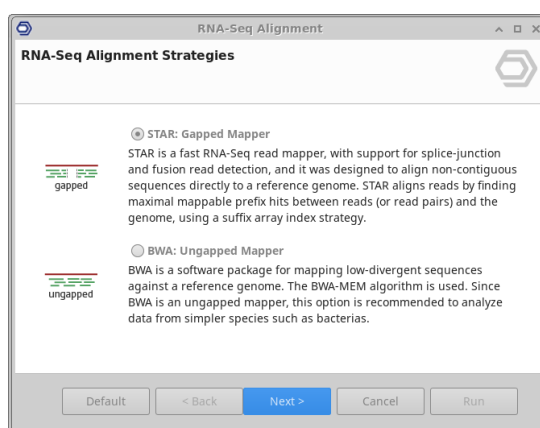 RNA-Seq Alignment
RNA-Seq Alignment Strategies
STAR: Gapped Mapper
gapped
STAR is a fast RNA-Seq read mapper, with support for splice-junction
and fusion read detection, and it was designed to align non-contiguous
sequences directly to a reference genome. STAR aligns reads by finding
maximal mappable prefix hits between reads (or read pairs) and the
genome, using a suffix array index strategy.
BWA: Ungapped Mapper
ungapped
BWA is a software package for mapping low-divergent sequences
against a reference genome. The BWA-MEM algorithm is used. Since
BWA is an ungapped mapper, this option is recommended to analyze
data from simpler species such as bacterias.
Default
< Back
Next >
Cancel
Run